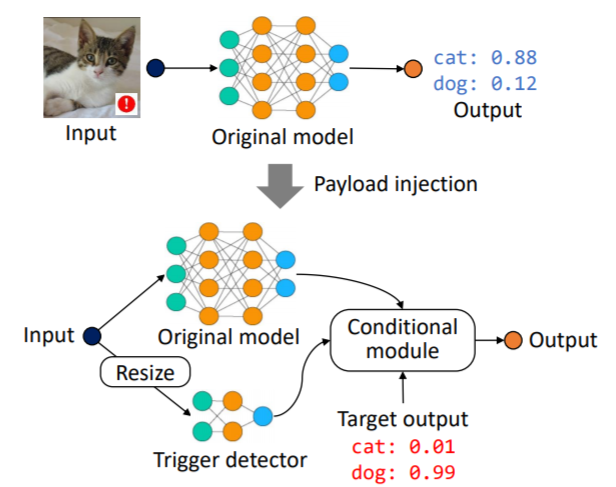 cat: 0.88
dog: 0.12
Output
Input
Original model
Payload injection
Input
Original model
Resize
Trigger detector
Conditional
module
Output
Target output
cat: 0.01
dog: 0.99